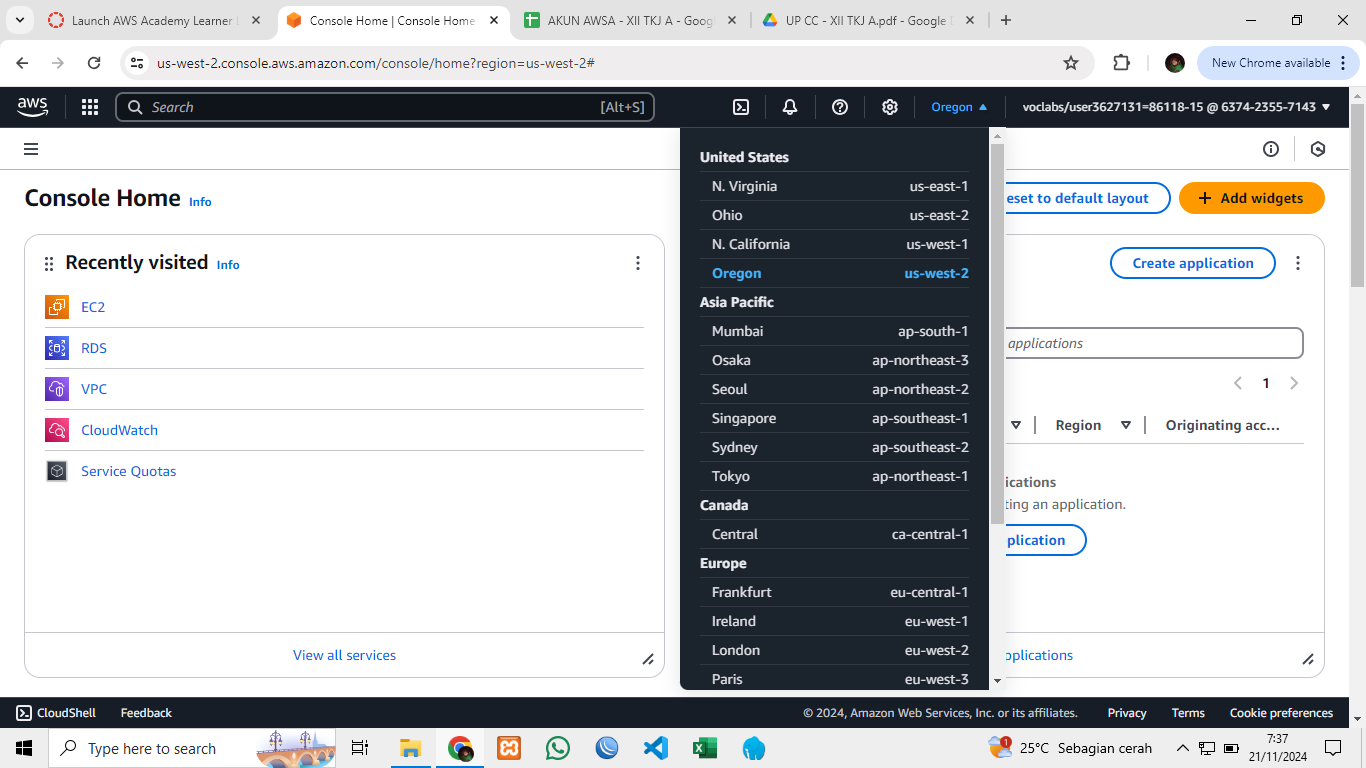 Launch AWS Academy Learner
Console Home | Console Home
AKUN AWSA - XII TKJ A - Goog
UP CC - XII TKJ A.pdf - Google
us-west-2.console.aws.amazon.com/console/home?region=us-west-2#
New Chrome available
aws
Search
[Alt+S]
Oregon
voclabs/user3627131=86118-15 @ 6374-2355-7143
Console Home
Info
eset to default layout
Add widgets
Recently visited
Info
EC2
RDS
VPC
CloudWatch
Service Quotas
View all services
United States
N. Virginia us-east-1
Ohio us-east-2
N. California us-west-1
Oregon us-west-2
Asia Pacific
Mumbai ap-south-1
Osaka ap-northeast-3
Seoul ap-northeast-2
Singapore ap-southeast-1
Sydney ap-southeast-2
Tokyo ap-northeast-1
Canada
Central ca-central-1
Europe
Frankfurt eu-central-1
Ireland eu-west-1
London eu-west-2
Paris eu-west-3
Create application
applications
1
Region
Originating acc...
ications
ting an application.
plication
pplications
CloudShell
Feedback
© 2024, Amazon Web Services, Inc. or its affiliates.
Privacy
Terms
Cookie preferences
Type here to search
1
25°C Sebagian cerah
7:37
21/11/2024